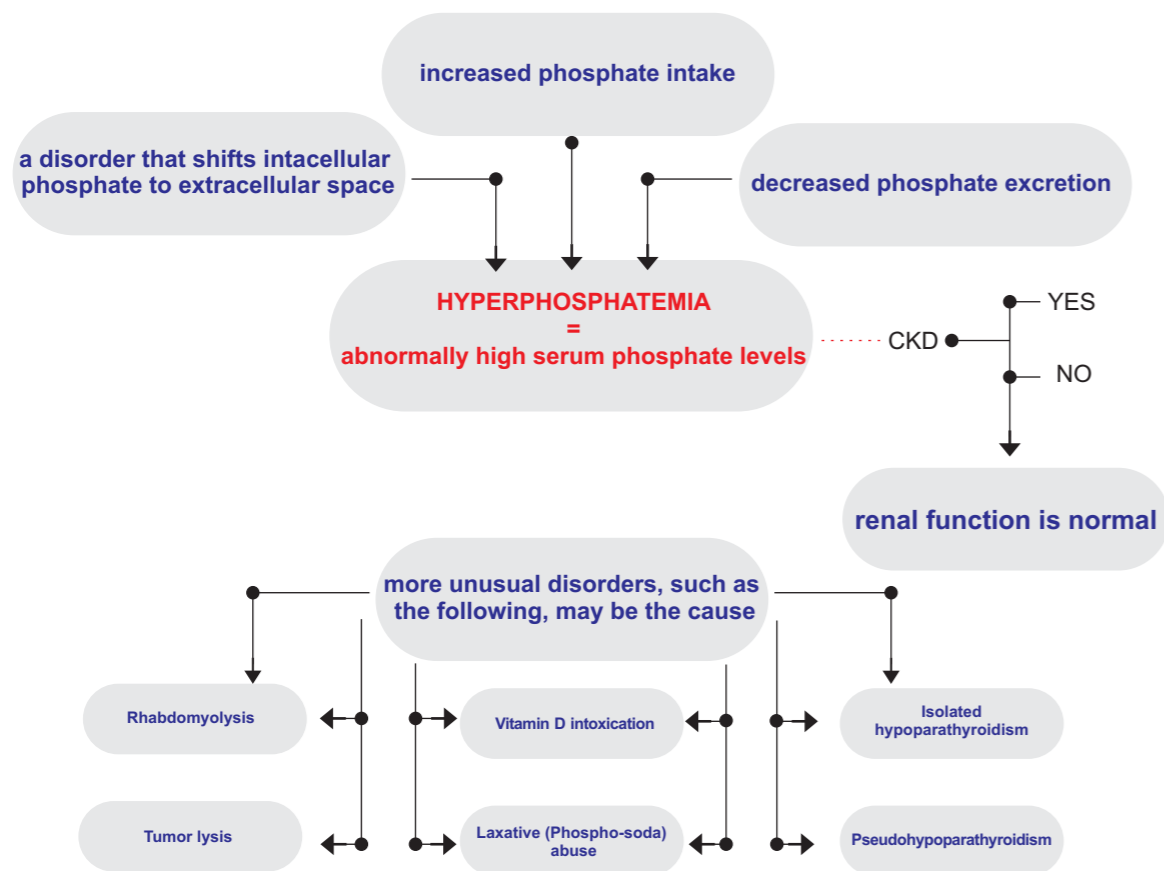 increased phosphate intake
a disorder that shifts intacellular
phosphate to extracellular space
decreased phosphate excretion
HYPERPHOSPHATEMIA
=
abnormally high serum phosphate levels
CKD
YES
NO
renal function is normal
more unusual disorders, such as
the following, may be the cause
Rhabdomyolysis
Vitamin D intoxication
Isolated
hypoparathyroidism
Tumor lysis
Laxative (Phospho-soda)
abuse
Pseudohypoparathyroidism